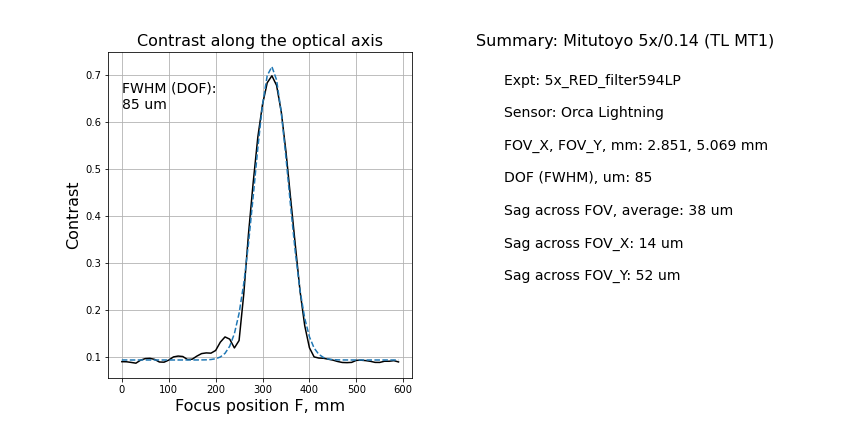 Contrast along the optical axis
FWHM (DOF):
85 um
0.7
0.6
0.5
0.4
0.3
0.2
0.1
Contrast
0 100 200 300 400 500 600
Focus position F, mm
Summary: Mitutoyo 5x/0.14 (TL MT1)
Expt: 5x_RED_filter594LP
Sensor: Orca Lightning
FOV_X, FOV_Y, mm: 2.851, 5.069 mm
DOF (FWHM), um: 85
Sag across FOV, average: 38 um
Sag across FOV_X: 14 um
Sag across FOV_Y: 52 um